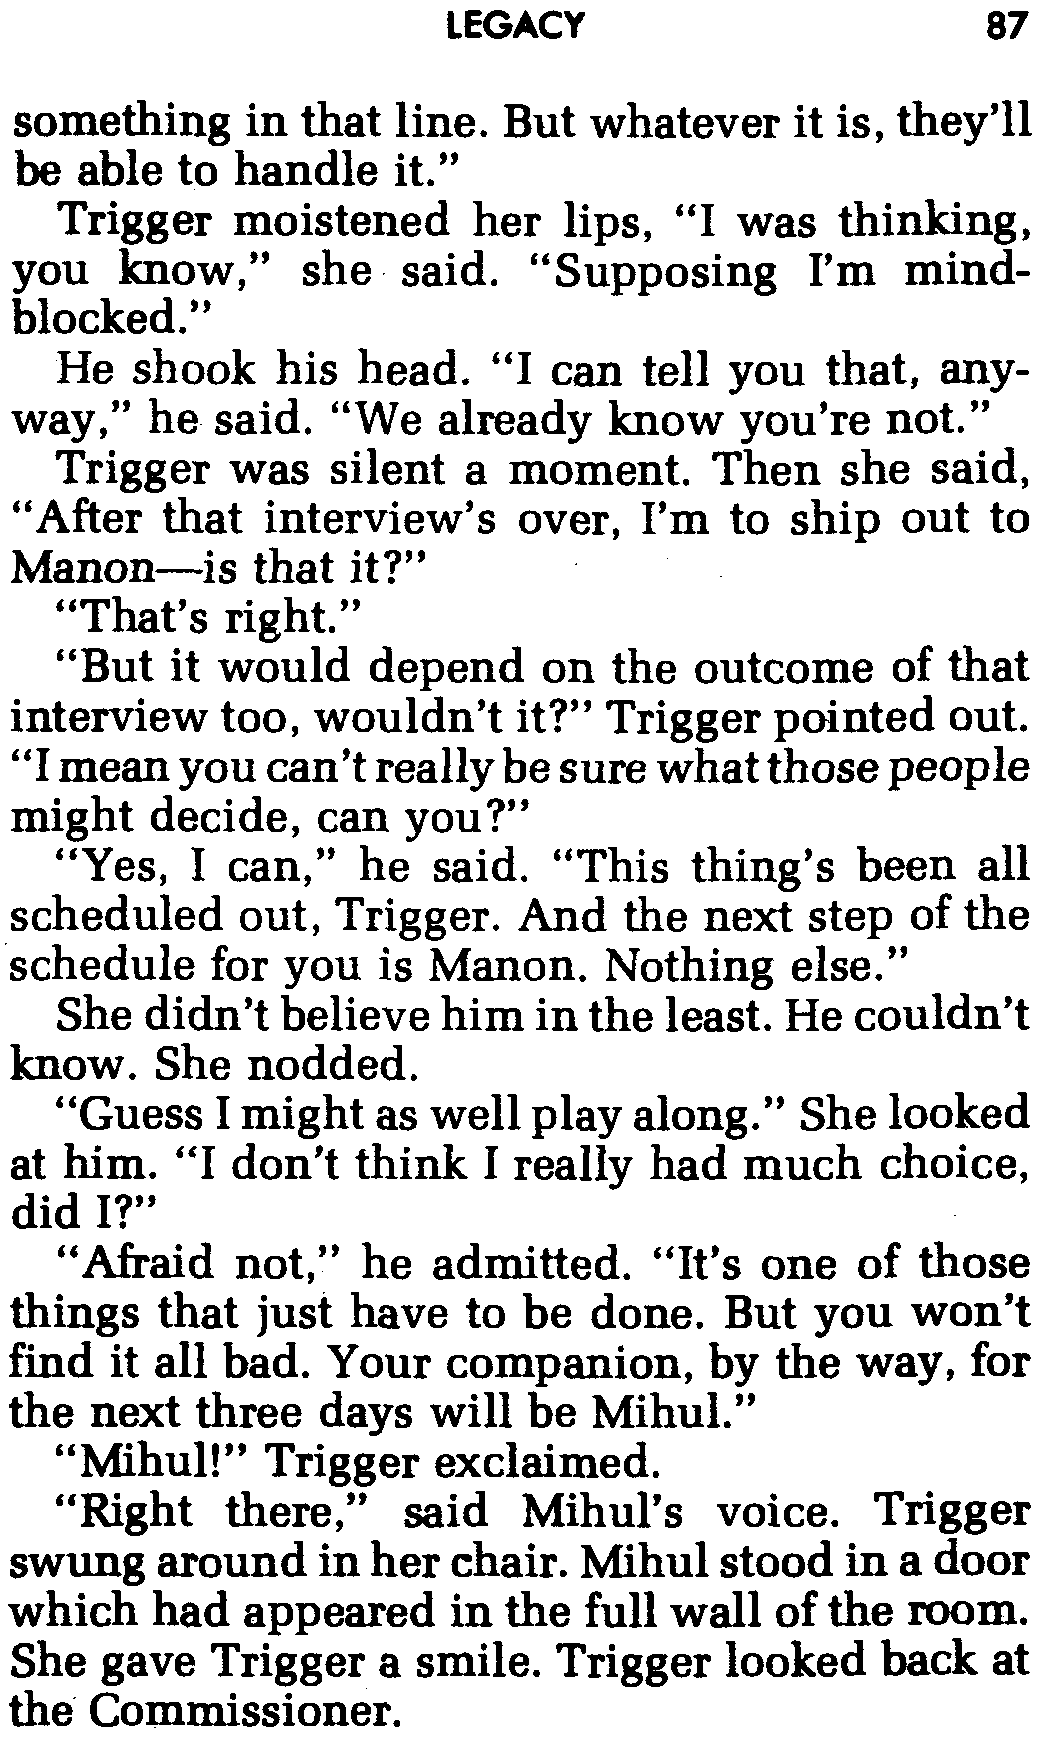 LEGACY 87
something in that line. But whatever it is, they'll
be able to handle it."
Trigger moistened her lips, "I was thinking,
you know," she said. "Supposing I'm mind-
blocked."
He shook his head. "I can tell you that, any-
way," he said. "We already know you're not."
Trigger was silent a moment. Then she said,
"After that interview's over, I'm to ship out to
Manon—is that it?"
"That's right."
"But it would depend on the outcome of that
interview too, wouldn't it?" Trigger pointed out.
"I mean you can't really be sure what those people
might decide, can you?"
"Yes, I can," he said. "This thing's been all
scheduled out, Trigger. And the next step of the
schedule for you is Manon. Nothing else."
She didn't believe him in the least. He couldn't
know. She nodded.
"Guess I might as well play along." She looked
at him. "I don't think I really had much choice,
did I?"
"Afraid not," he admitted. "It's one of those
things that just have to be done. But you won't
find it all bad. Your companion, by the way, for
the next three days will be Mihul."
"Mihul!" Trigger exclaimed.
"Right there," said Mihul's voice. Trigger
swung around in her chair. Mihul stood in a door
which had appeared in the full wall of the room.
She gave Trigger a smile. Trigger looked back at
the Commissioner.